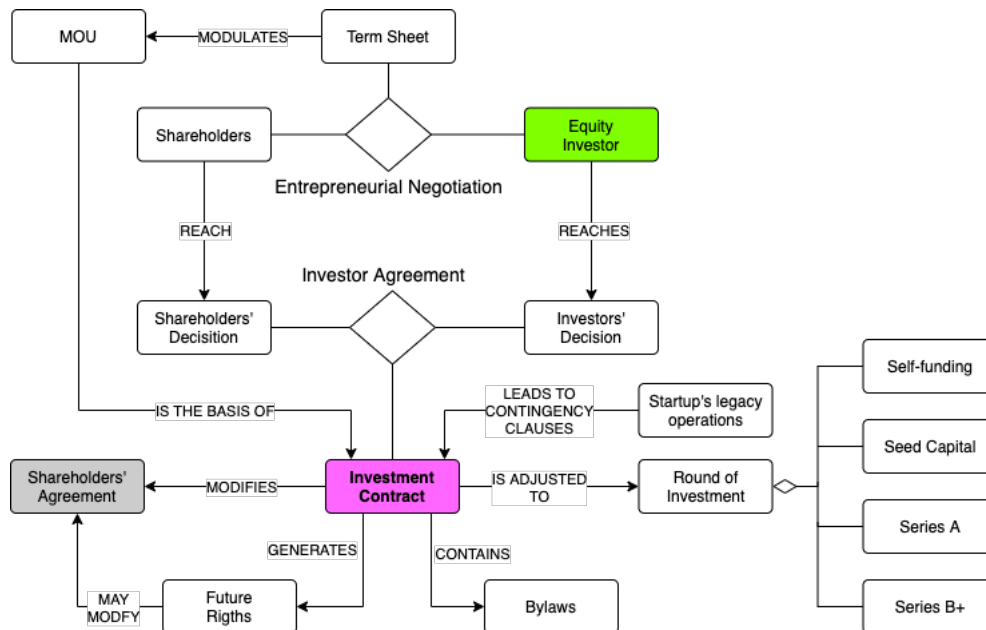 MOU
MODULATES
Term Sheet
Shareholders
Equity
Investor
Entrepreneurial Negotiation
REACH
REACHES
Investor Agreement
Shareholders'
Decisition
Investors'
Decision
Self-funding
IS THE BASIS OF
LEADS TO
CONTINGENCY
CLAUSES
Startup's legacy
operations
Seed Capital
Shareholders'
Agreement
MODIFIES
Investment
Contract
IS ADJUSTED
TO
Round of
Investment
Series A
GENERATES
CONTAINS
MAY
MODFY
Future
Rigths
Bylaws
Series B+